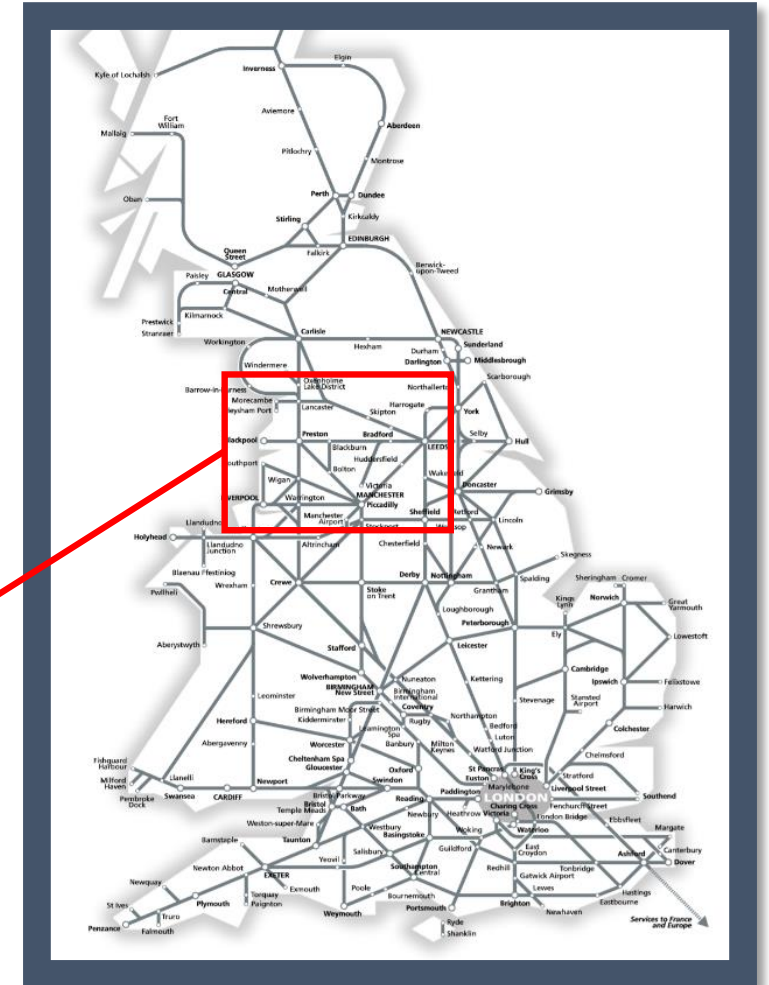 Elgin
Inverness
Kyle of Lochalsh
Aviemore
Fort
William
Mallaig
Aberdeen
Pitlochry
Montrose
Perth
Dundee
Oban
Stirling
Kirkcaldy
EDINBURGH
Queen
Street
Falkirk
Berwick-
upon-Tweed
Paisley
GLASGOW
Central
Motherwell
Prestwick
Kilmarnock
Stranraer
Carlisle
NEWCASTLE
Workington
Hexham
Sunderland
Durham
Darlington
Middlesbrough
Windermere
Scarborough
Oxenholme
Lake District
Northallerto
Barrow-in-Furness
Morecambe
Lancaster
Harrogate
York
eysham Port
Skipton
lackpool
Preston
Bradford
Selby
Blackburn
LEEDS
Hull
Huddersfield
outhport
Bolton
Wakefield
Wigan
Victoria
Doncaster
MANCHESTER
Piccadilly
Grimsby
IVERPOOL
Warrington
Manchester
Airport
Sheffield
Retford
Lincoln
Llandudno
Stockport
Worksop
Holyhead
Llandudno
Junction
Altrincham
Chesterfield
Newark
Skegness
Blaenau Ffestiniog
Wrexham
Crewe
Stoke
on Trent
Derby
Nottingham
Grantham
Spalding
Sheringham
Cromer
Pwllheli
Kings
Lynn
Norwich
Great
Yarmouth
Loughborough
Peterborough
Aberystwyth
Shrewsbury
Stafford
Leicester
Ely
Lowestoft
Wolverhampton
BIRMINGHAM
New Street
Nuneaton
Birmingham
International
Kettering
Cambridge
Ipswich
Felixstowe
Leominster
Birmingham Moor Street
Coventry
Stansted
Airport
Kidderminster
Rugby
Northampton
Stevenage
Harwich
Hereford
Leamington
Spa
Bedford
Colchester
Abergavenny
Worcester
Banbury
Milton
Keynes
Luton
Watford Junction
Chelmsford
Cheltenham Spa
Gloucester
Oxford
St Pancras
Euston
King's
Cross
Stratford
Fishguard
Harbour
Llanelli
Swindon
Marylebone
Liverpool Street
Milford
Haven
Newport
Paddington
LONDON
Southend
Pembroke
Dock
Swansea
CARDIFF
Bristol Parkway
Reading
Charing Cross
Fenchurch Street
Bristol
Temple Meads
Bath
Newbury
Heathrow
Victoria
London Bridge
Ebbsfleet
Weston-super-Mare
Westbury
Basingstoke
Woking
Waterloo
Margate
Barnstaple
Taunton
Salisbury
Guildford
East
Croydon
Canterbury
Newton Abbot
Yeovil
Southampton
Central
Redhill
Tonbridge
Ashford
Dover
Newquay
EXETER
Gatwick Airport
Exmouth
Poole
Bournemouth
Lewes
Hastings
St Ives
Plymouth
Torquay
Paignton
Weymouth
Portsmouth
Brighton
Eastbourne
Truro
Newhaven
Penzance
Falmouth
Ryde
Shanklin
Services to France
and Europe